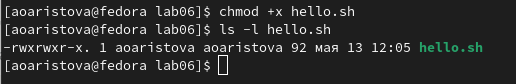 [aoaristova@fedora lab06]$ chmod +x hello.sh
[aoaristova@fedora lab06]$ ls -l hello.sh
-rwxrwxr-x. 1 aoaristova aoaristova 92 мая 13 12:05 hello.sh
[aoaristova@fedora lab06]$